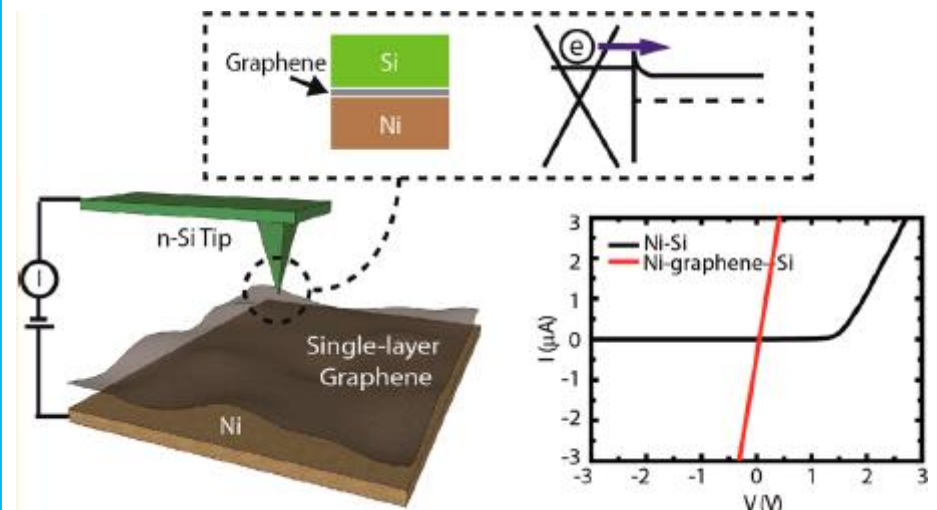 Graphene
Si
Ni
e
n-Si Tip
I
Single-layer
Graphene
Ni
Ni-Si
Ni-graphene-Si
I (μA)
3
2
1
0
-1
-2
-3
-3
-2
-1
0
1
2
3
V (V)